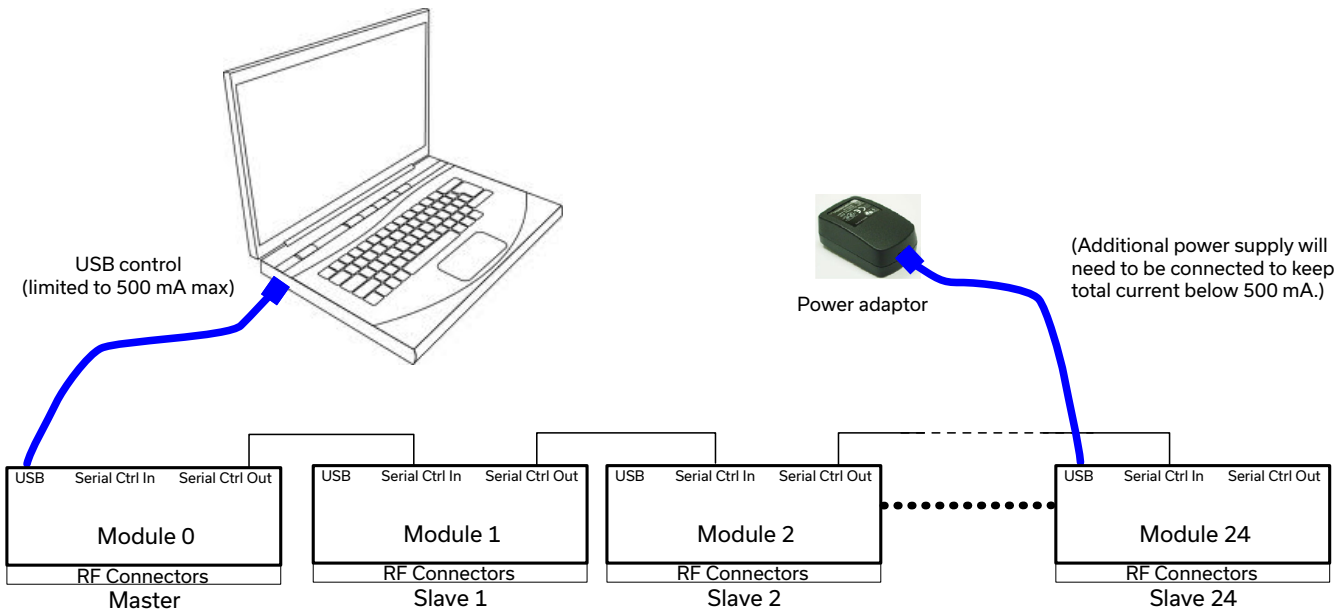 USB control
(limited to 500 mA max)
Power adaptor
(Additional power supply will
need to be connected to keep
total current below 500 mA.)
USB Serial Ctrl In Serial Ctrl Out
Module 0
RF Connectors
Master
USB Serial Ctrl In Serial Ctrl Out
Module 1
RF Connectors
Slave 1
USB Serial Ctrl In Serial Ctrl Out
Module 2
RF Connectors
Slave 2
USB Serial Ctrl In Serial Ctrl Out
Module 24
RF Connectors
Slave 24